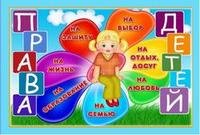 ПРАВА
ДЕТЕЙ
НА ЗАЩИТУ
НА ВЫБОР
НА ЖИЗНЬ
НА ОТДЫХ,
ДОСУГ
НА ОБРАЗОВАНИЕ
НА ЛЮБОВЬ
НА СЕМЬЮ